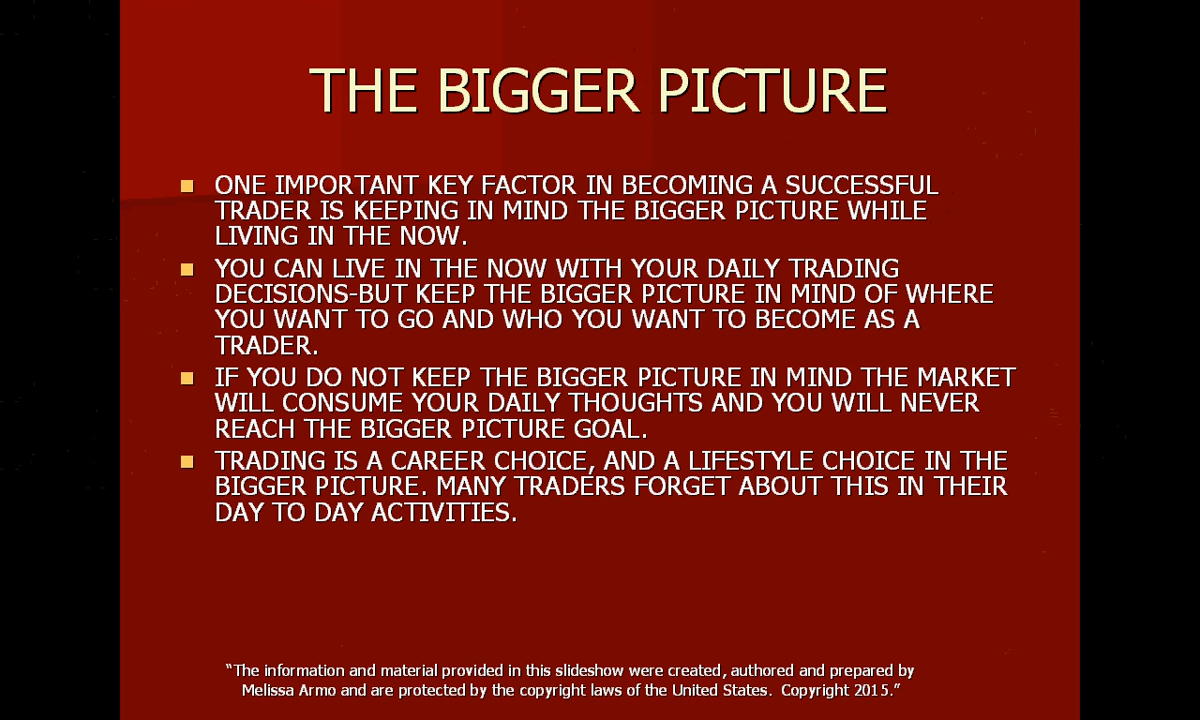 THE BIGGER PICTURE
ONE IMPORTANT KEY FACTOR IN BECOMING A SUCCESSFUL
TRADER IS KEEPING IN MIND THE BIGGER PICTURE WHILE
LIVING IN THE NOW.
YOU CAN LIVE IN THE NOW WITH YOUR DAILY TRADING
DECISIONS-BUT KEEP THE BIGGER PICTURE IN MIND OF WHERE
YOU WANT TO GO AND WHO YOU WANT TO BECOME AS A
TRADER.
IF YOU DO NOT KEEP THE BIGGER PICTURE IN MIND THE MARKET
WILL CONSUME YOUR DAILY THOUGHTS AND YOU WILL NEVER
REACH THE BIGGER PICTURE GOAL.
TRADING IS A CAREER CHOICE, AND A LIFESTYLE CHOICE IN THE
BIGGER PICTURE. MANY TRADERS FORGET ABOUT THIS IN THEIR
DAY TO DAY ACTIVITIES.
“The information and material provided in this slideshow were created, authored and prepared by
Melissa Armo and are protected by the copyright laws of the United States.  Copyright 2015.”